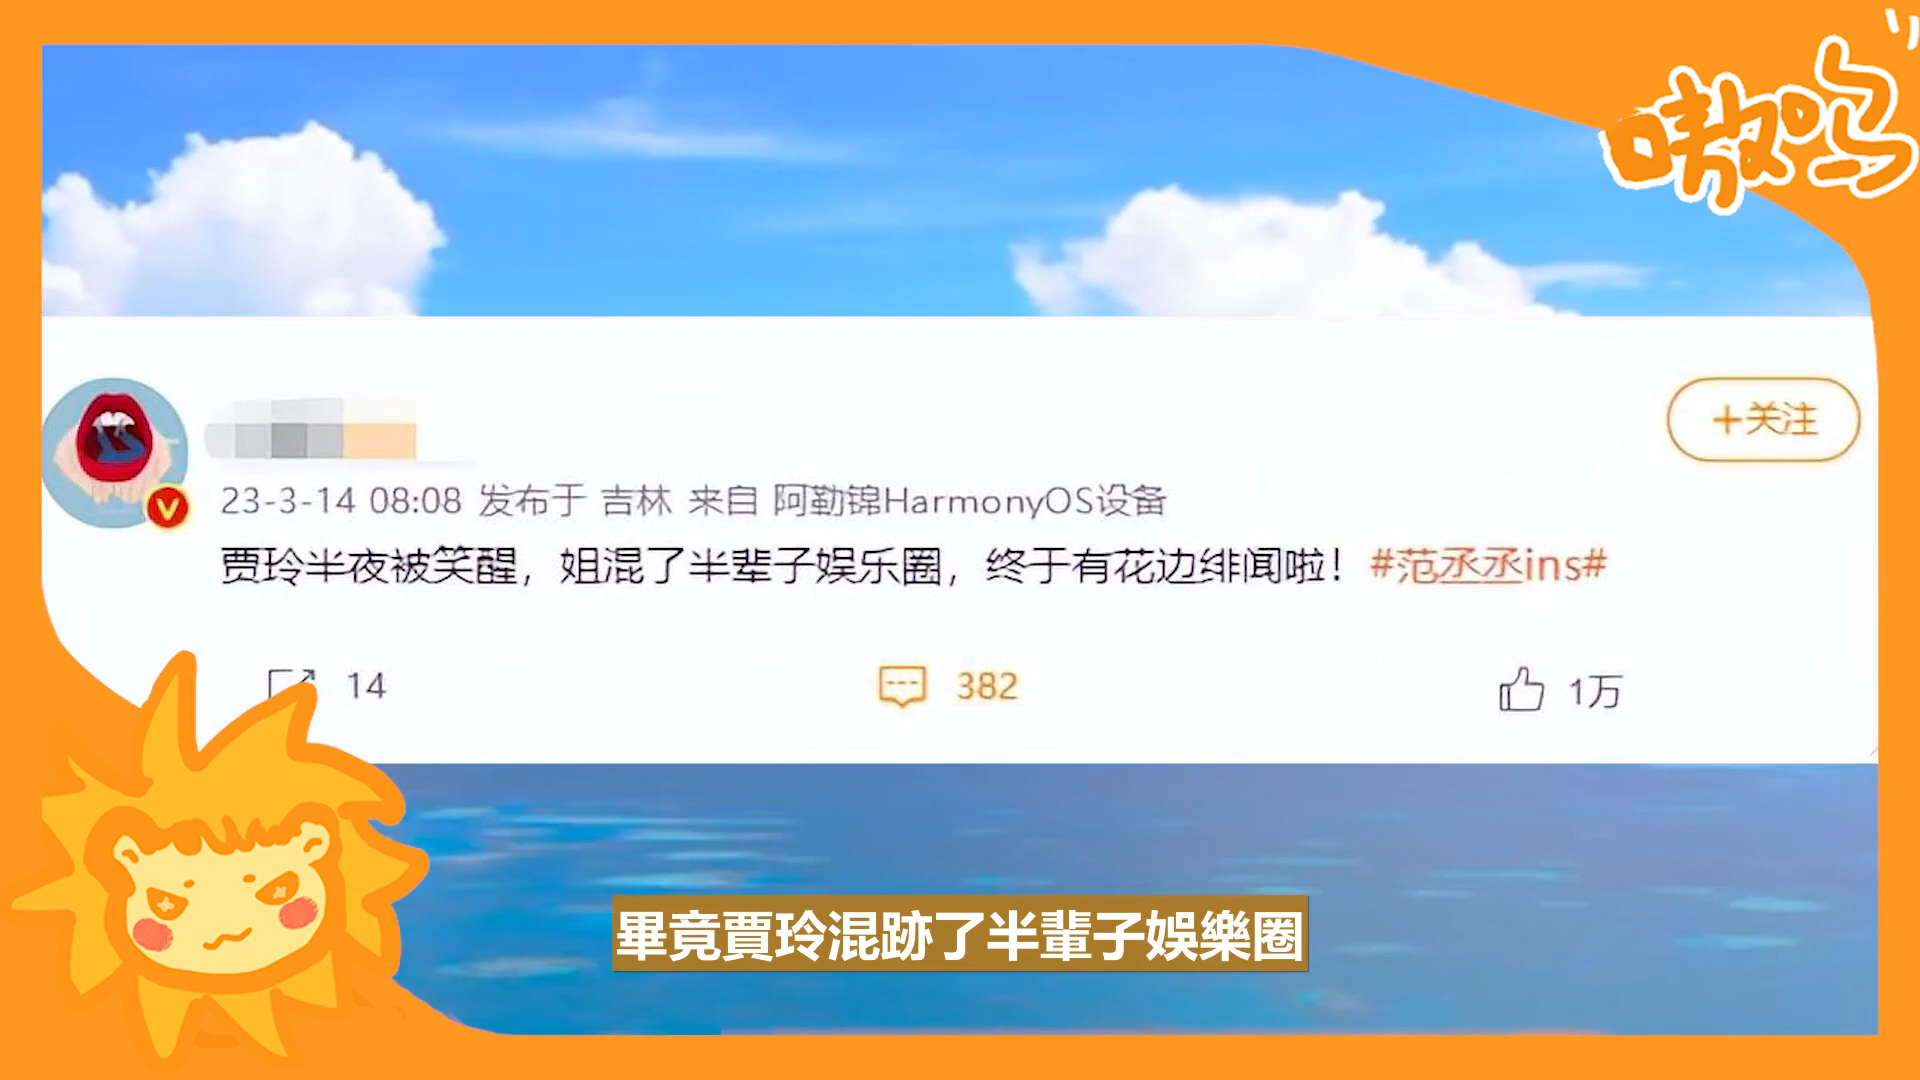 嗷呜
+关注
23-3-14 08:08 发布于 吉林 来自 阿勒锦HarmonyOS设备
贾玲半夜被笑醒，姐混了半辈子娱乐圈，终于有花边绯闻啦！#范丞丞ins#
14 382 1万
畢竟賈玲混跡了半輩子娛樂圈